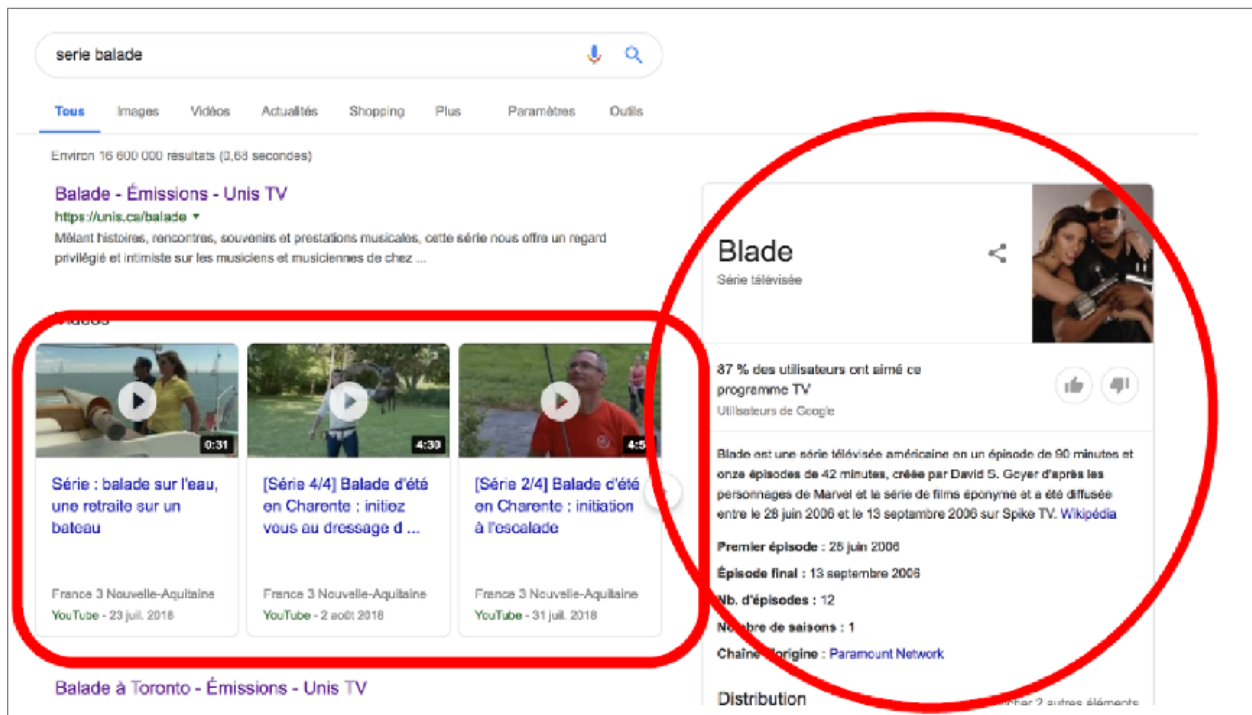 serie balade
Tous Images Vidéos Actualités Shopping Plus Paramètres Outils
Environ 16 600 000 résultats (0,68 secondes)
Balade - Émissions - Unis TV
https://unis.ca/balade
Mêlant histoires, rencontres, souvenirs et prestations musicales, cette série nous offre un regard
privilégié et intimiste sur les musiciens et musiciennes de chez ...
0:31
Série : balade sur l'eau,
une retraite sur un
bateau
France 3 Nouvelle-Aquitaine
YouTube - 23 juil. 2018
4:30
[Série 4/4] Balade d'été
en Charente : initiez
vous au dressage d ...
France 3 Nouvelle-Aquitaine
YouTube - 2 août 2018
[Série 2/4] Balade d'été
en Charente : initiation
à l'escalade
France 3 Nouvelle-Aquitaine
YouTube - 31 juil. 2018
Balade à Toronto - Émissions - Unis TV
Blade
Série télévisée
87 % des utilisateurs ont aimé ce
programme TV
Utilisateurs de Google
Blade est une série télévisée américaine en un épisode de 90 minutes et
onze épisodes de 42 minutes, créée par David S. Goyer d'après les
personnages de Marvel et la série de films éponyme et a été diffusée
entre le 28 juin 2006 et le 13 septembre 2006 sur Spike TV. Wikipédia
Premier épisode : 28 juin 2006
Épisode final : 13 septembre 2006
Nb. d'épisodes : 12
Nombre de saisons : 1
Chaîne d'origine : Paramount Network
Distribution
2 autres éléments